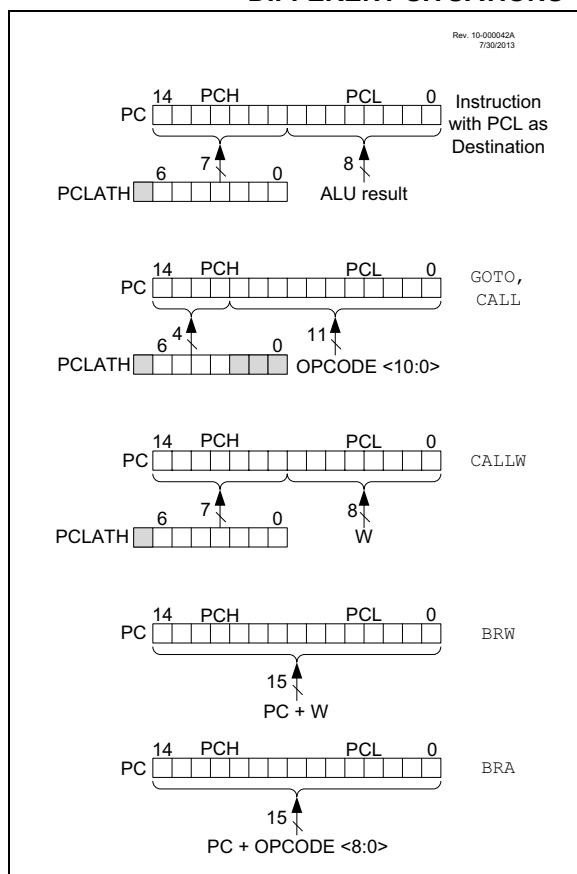 Rev. 10-000042A
7/30/2013
14 PCH PCL 0
PC
Instruction
with PCL as
Destination
7 8
6 0
PCLATH
ALU result
14 PCH PCL 0
PC
GOTO,
CALL
4 11
6 0
PCLATH
OPCODE <10:0>
14 PCH PCL 0
PC
CALLW
7 8
6 0
PCLATH
W
14 PCH PCL 0
PC
BRW
15
PC + W
14 PCH PCL 0
PC
BRA
15
PC + OPCODE <8:0>